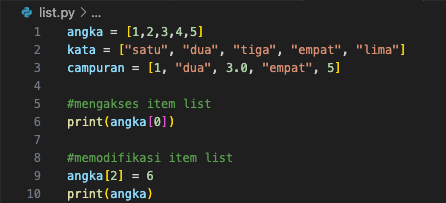 list.py > ...
1 angka = [1,2,3,4,5]
2 kata = ["satu", "dua", "tiga", "empat", "lima"]
3 campuran = [1, "dua", 3.0, "empat", 5]
4
5 #mengakses item list
6 print(angka[0])
7
8 #memodifikasi item list
9 angka[2] = 6
10 print(angka)